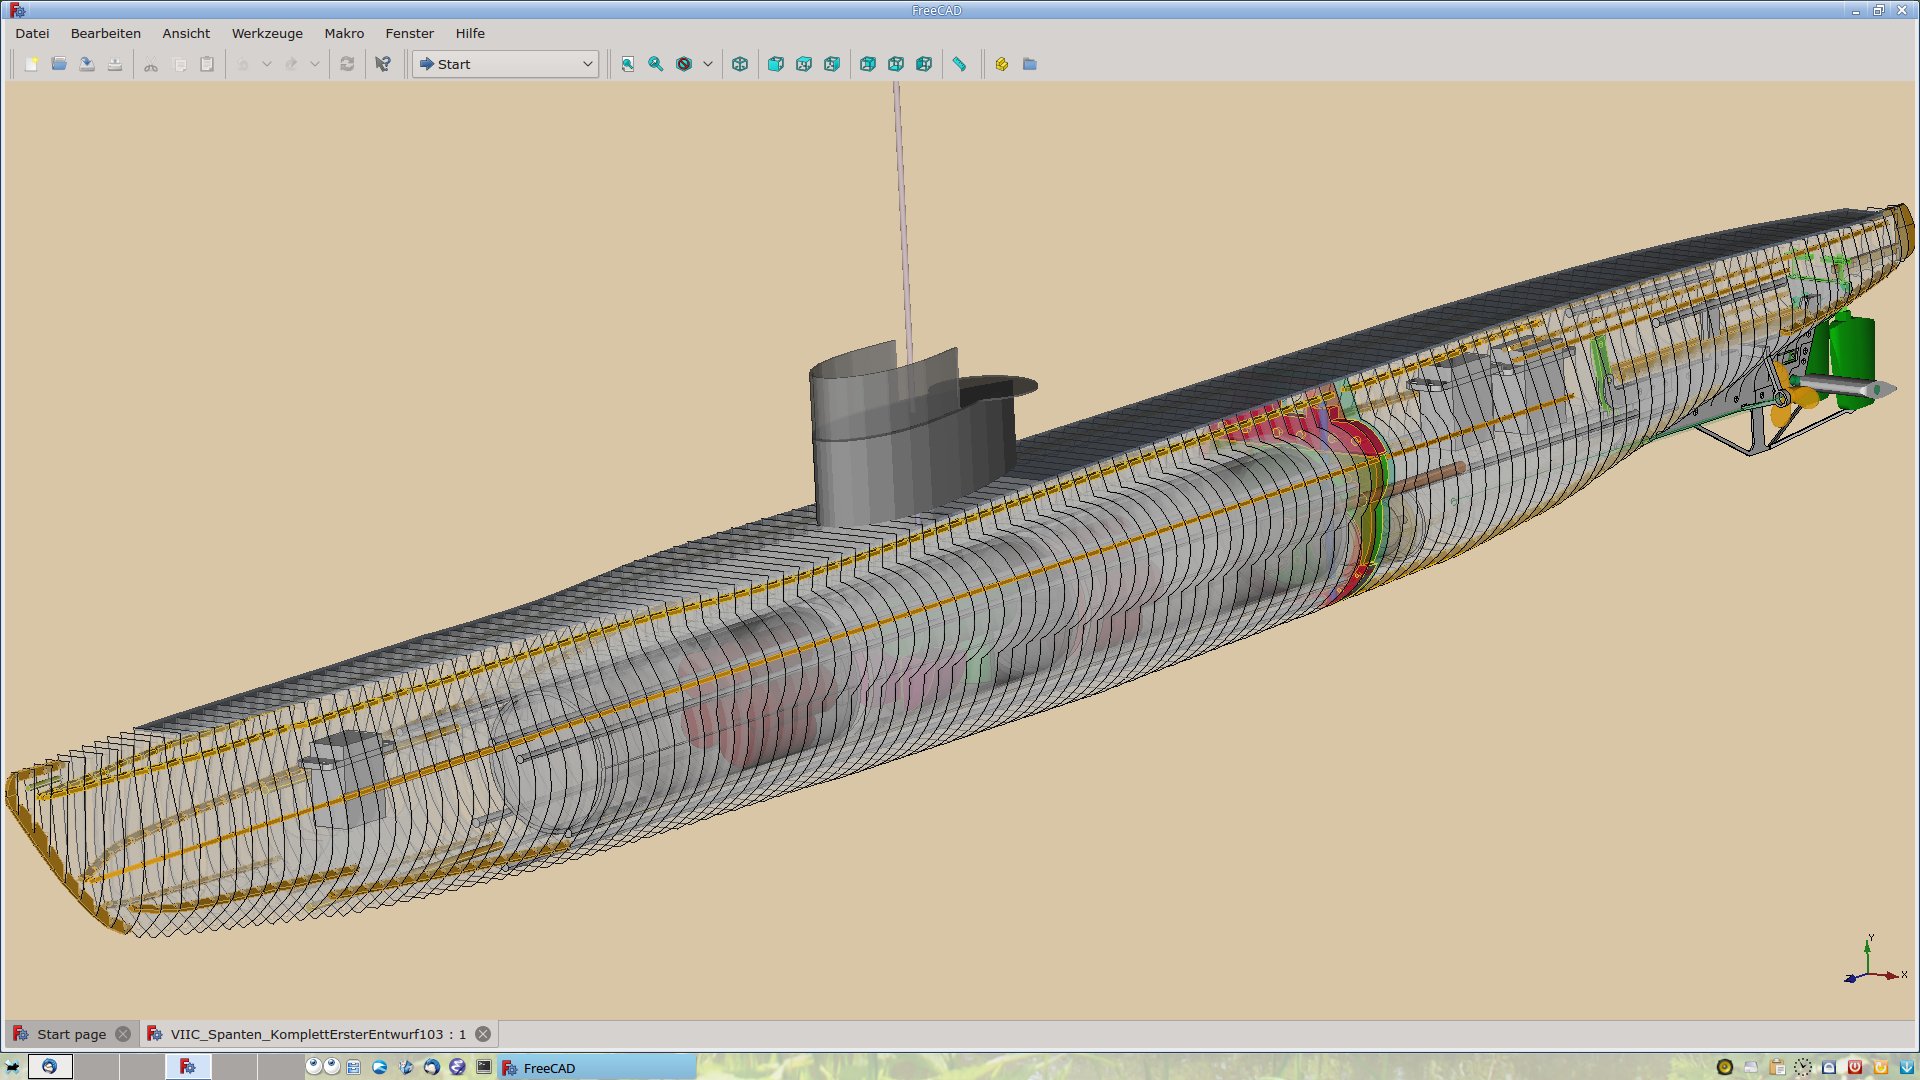 FreeCAD
Datei Bearbeiten Ansicht Werkzeuge Makro Fenster Hilfe
Start
Y
X
Start page VIIC_Spanten_KomplettErsterEntwurf103 : 1
FreeCAD